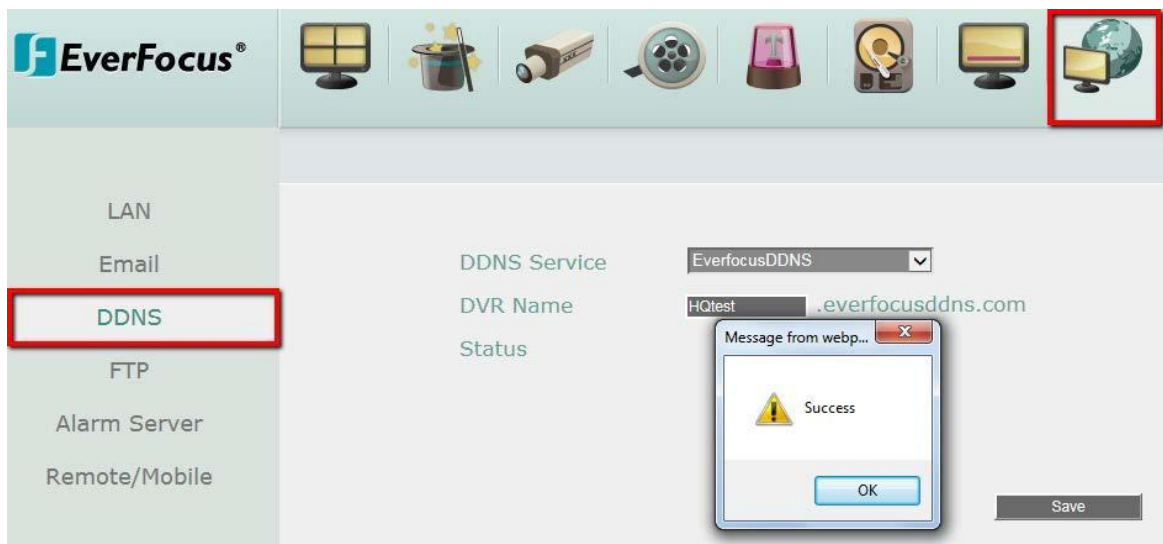 EverFocus®
LAN
Email
DDNS
FTP
Alarm Server
Remote/Mobile
DDNS Service
EverfocusDDNS
DVR Name
HQtest
.everfocusddns.com
Status
Message from webp...
Success
OK
Save